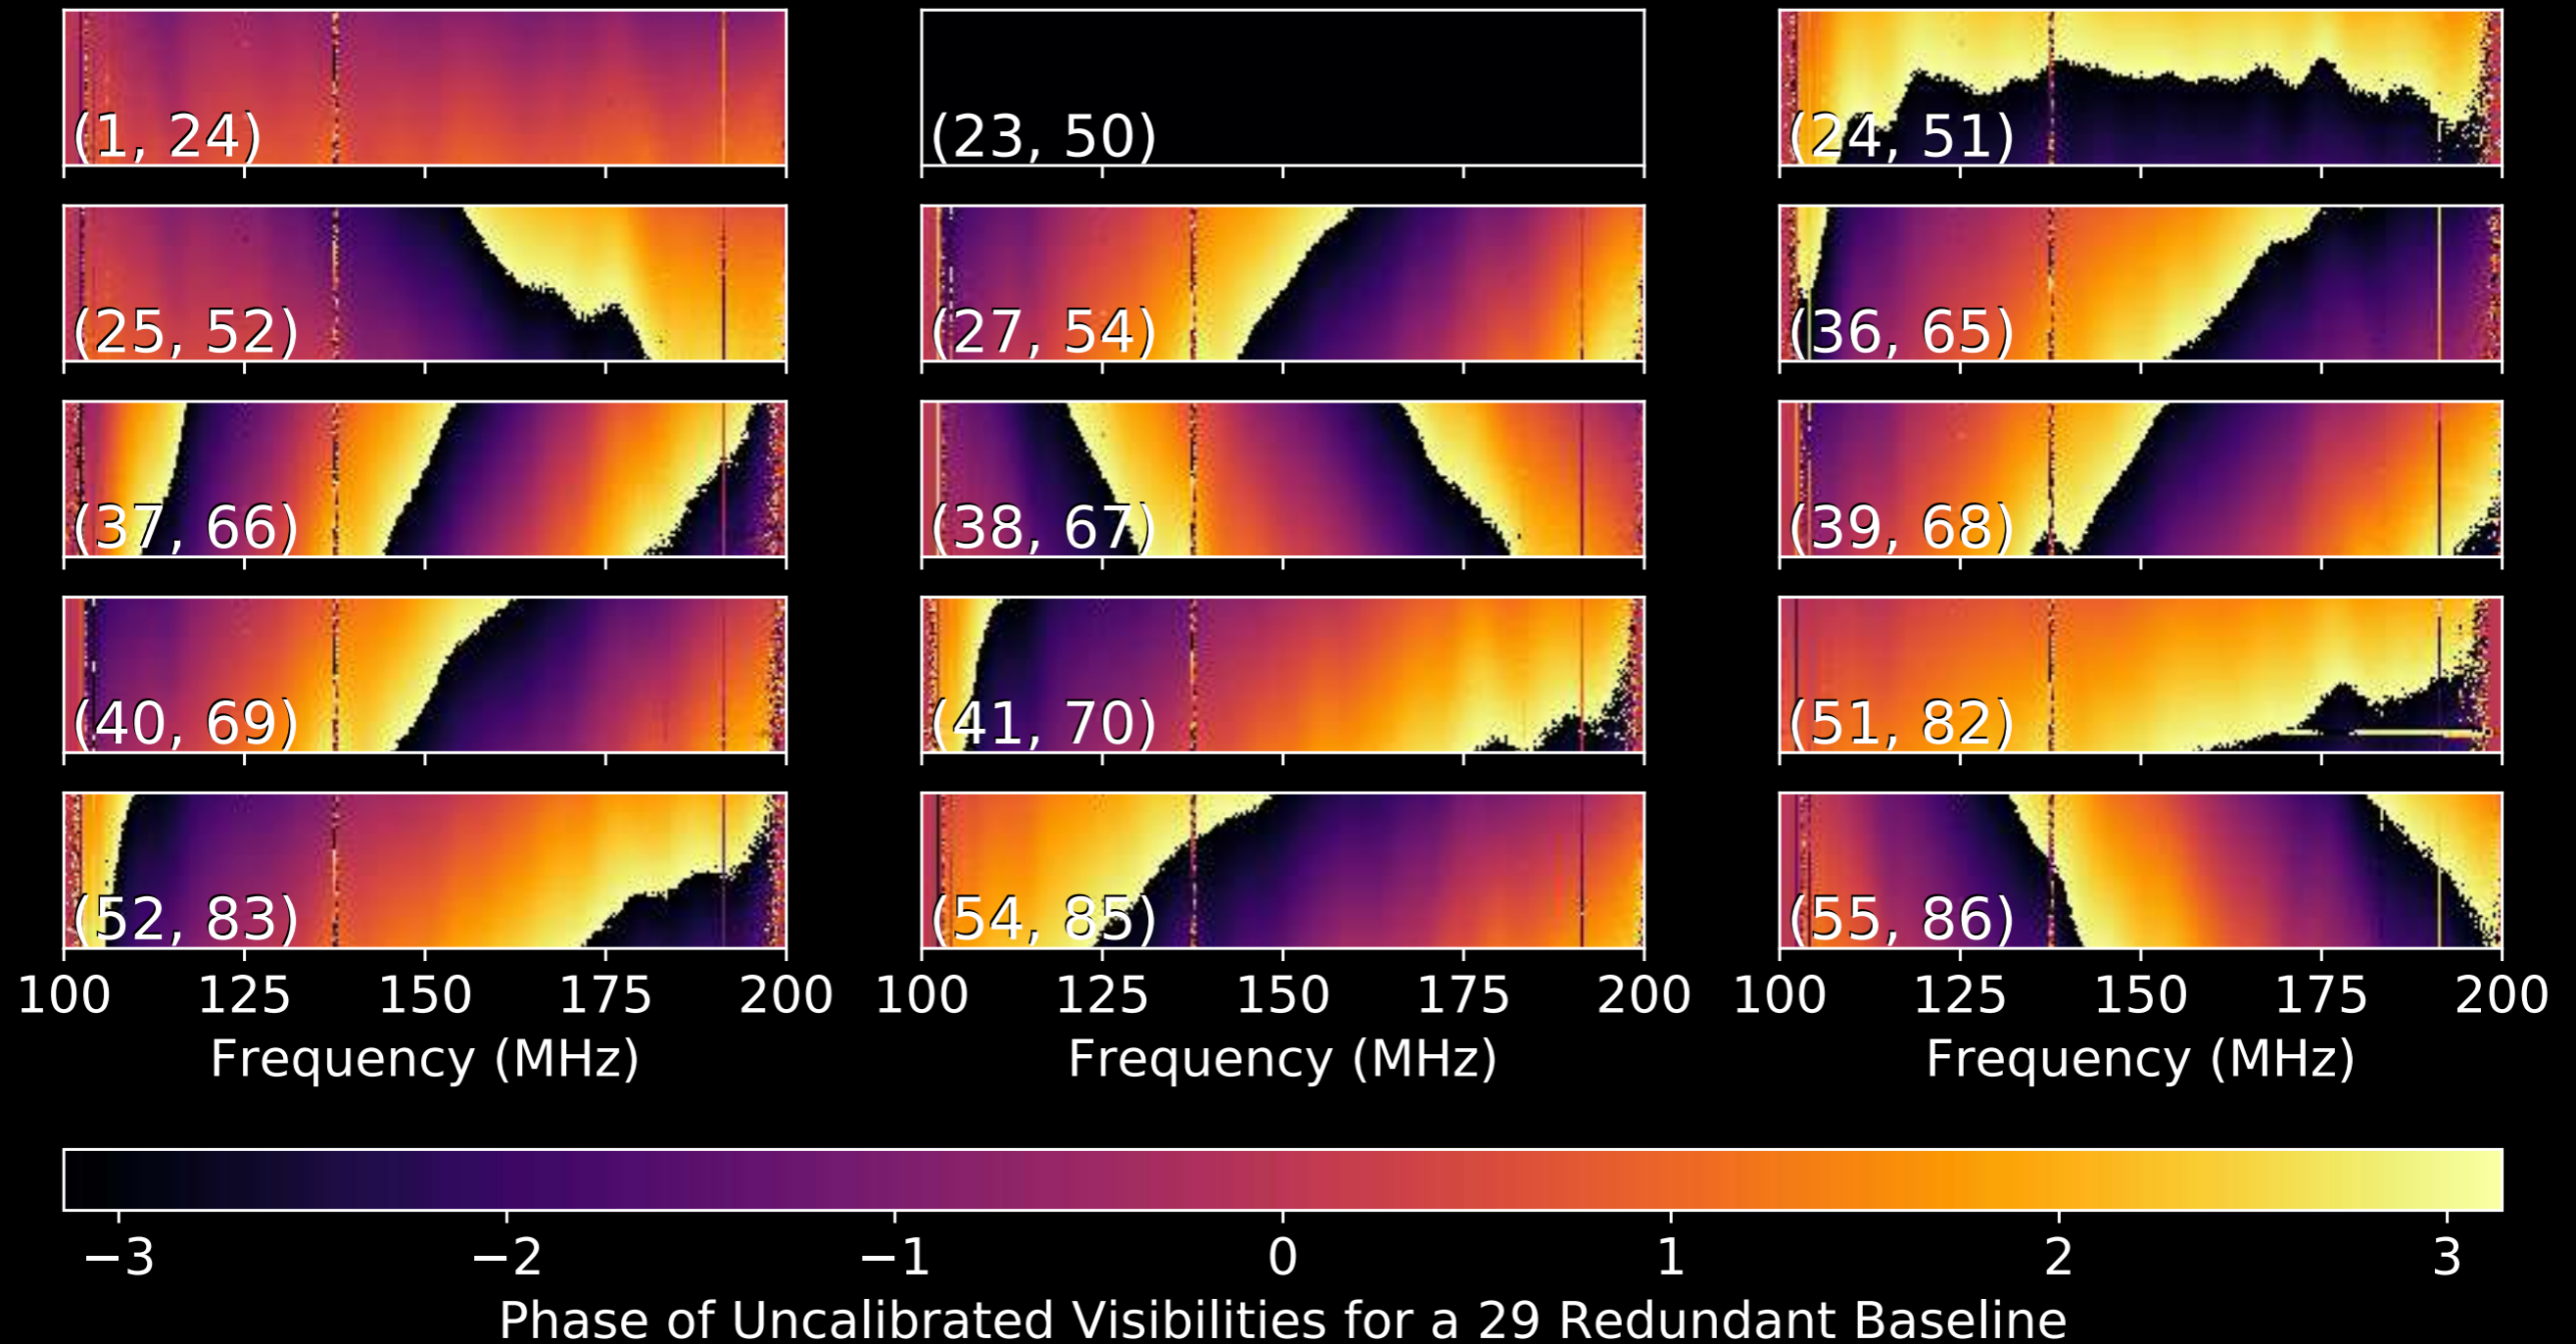 (1, 24) (23, 50) (24, 51)
(25, 52) (27, 54) (36, 65)
(37, 66) (38, 67) (39, 68)
(40, 69) (41, 70) (51, 82)
(52, 83) (54, 85) (55, 86)
100 125 150 175 200 100 125 150 175 200 100 125 150 175 200
Frequency (MHz) Frequency (MHz) Frequency (MHz)
−3 −2 −1 0 1 2 3
Phase of Uncalibrated Visibilities for a 29 Redundant Baseline